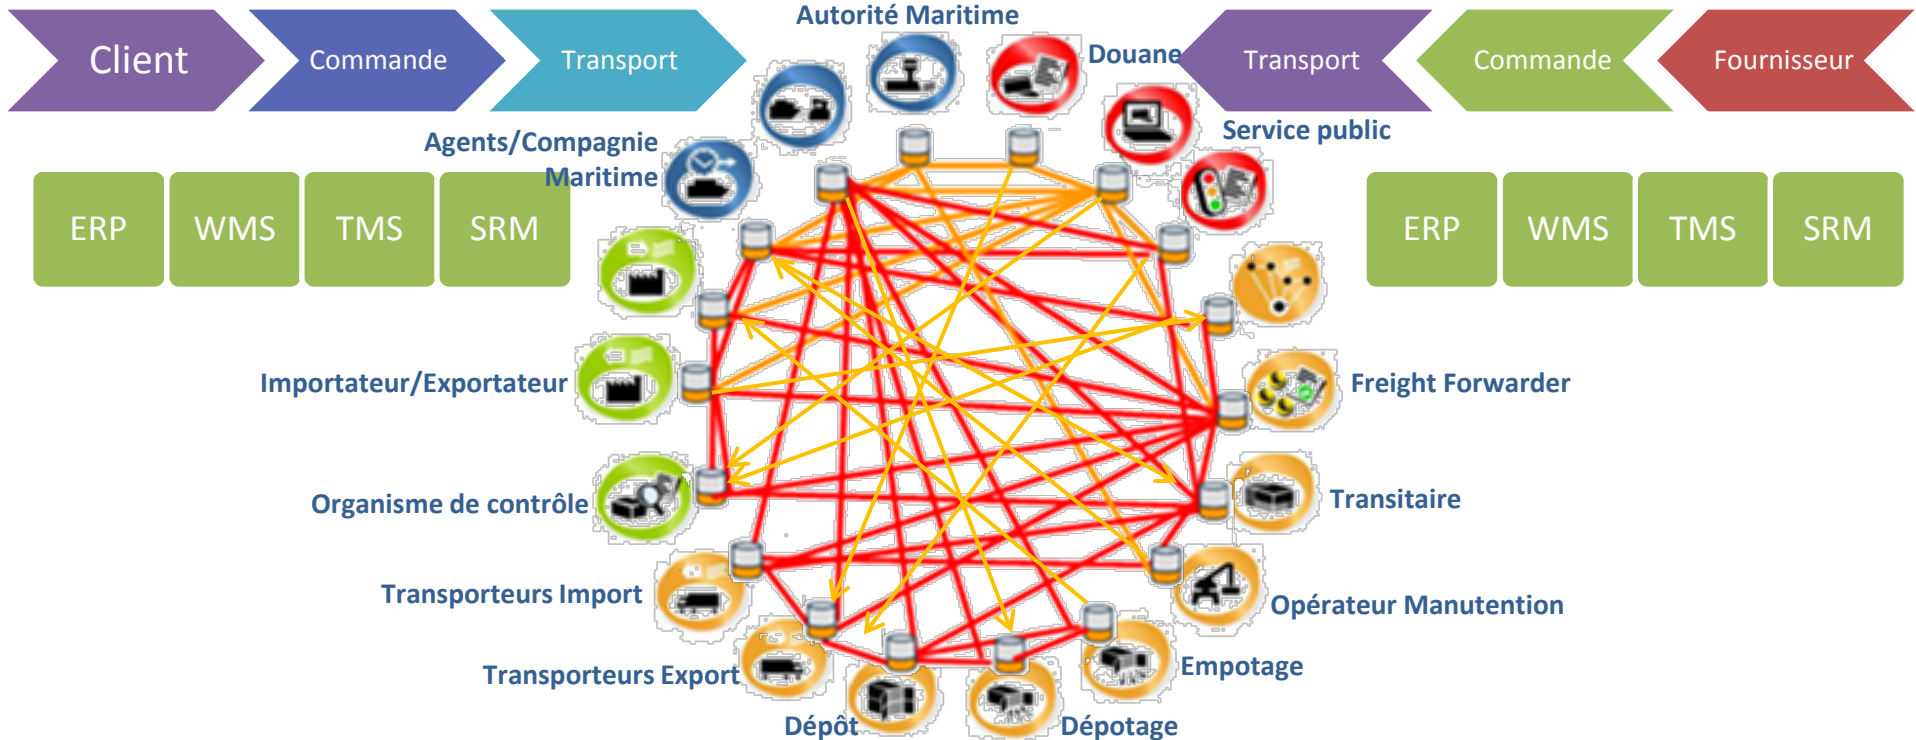 Client
Commande
Transport
Autorité Maritime
Douane
Transport
Commande
Fournisseur
Agents/Compagnie
Maritime
Service public
ERP
WMS
TMS
SRM
ERP
WMS
TMS
SRM
Importateur/Exportateur
Freight Forwarder
Organisme de contrôle
Transitaire
Transporteurs Import
Opérateur Manutention
Transporteurs Export
Empotage
Dépôt
Dépotage